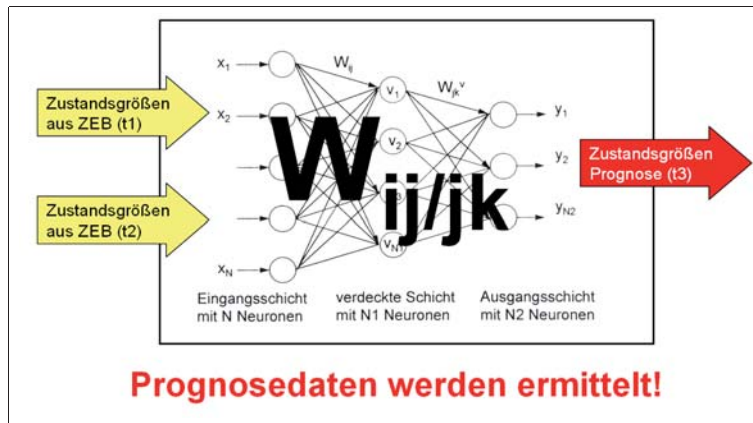 Zustandsgrößen
aus ZEB (t1)
Zustandsgrößen
aus ZEB (t2)
x1
x2
xN
Wij
Wjk v
v1
v2
3
vN1
Wij/jk
y1
y2
yN2
Zustandsgrößen
Prognose (t3)
Eingangsschicht
mit N Neuronen
verdeckte Schicht
mit N1 Neuronen
Ausgangsschicht
mit N2 Neuronen
Prognosedaten werden ermittelt!